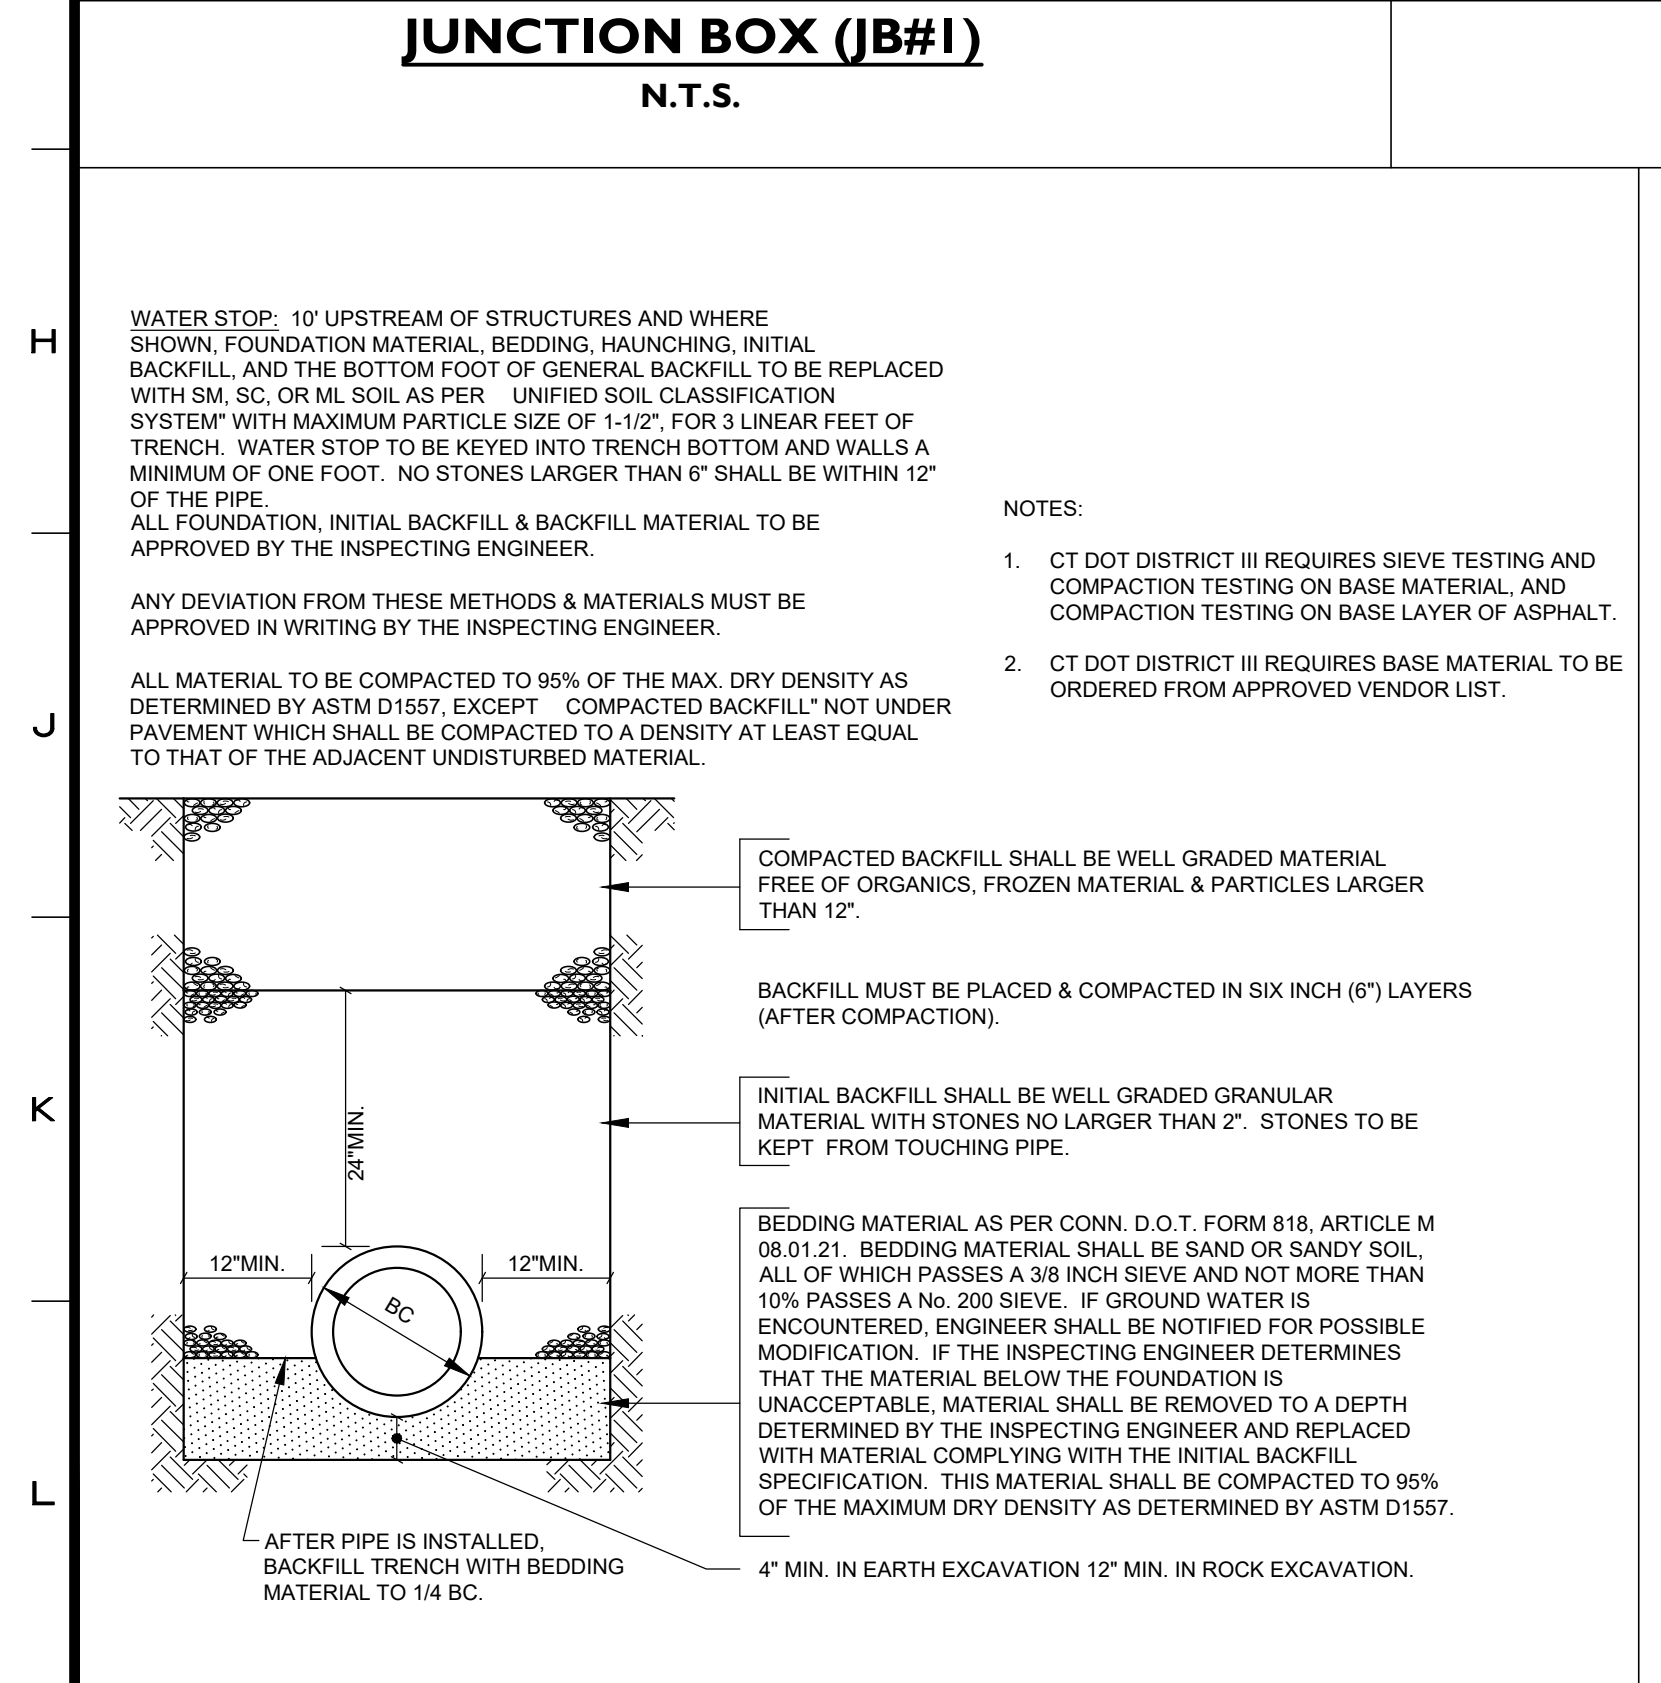 JUNCTION BOX (JB#1)
N.T.S.
H
J
K
L
WATER STOP: 10' UPSTREAM OF STRUCTURES AND WHERE
SHOWN, FOUNDATION MATERIAL, BEDDING, HAUNCHING, INITIAL
BACKFILL, AND THE BOTTOM FOOT OF GENERAL BACKFILL TO BE REPLACED
WITH SM, SC, OR ML SOIL AS PER UNIFIED SOIL CLASSIFICATION
SYSTEM" WITH MAXIMUM PARTICLE SIZE OF 1-1/2", FOR 3 LINEAR FEET OF
TRENCH. WATER STOP TO BE KEYED INTO TRENCH BOTTOM AND WALLS A
MINIMUM OF ONE FOOT. NO STONES LARGER THAN 6" SHALL BE WITHIN 12"
OF THE PIPE.
ALL FOUNDATION, INITIAL BACKFILL & BACKFILL MATERIAL TO BE
APPROVED BY THE INSPECTING ENGINEER.
ANY DEVIATION FROM THESE METHODS & MATERIALS MUST BE
APPROVED IN WRITING BY THE INSPECTING ENGINEER.
ALL MATERIAL TO BE COMPACTED TO 95% OF THE MAX. DRY DENSITY AS
DETERMINED BY ASTM D1557, EXCEPT COMPACTED BACKFILL" NOT UNDER
PAVEMENT WHICH SHALL BE COMPACTED TO A DENSITY AT LEAST EQUAL
TO THAT OF THE ADJACENT UNDISTURBED MATERIAL.
NOTES:
1. CT DOT DISTRICT III REQUIRES SIEVE TESTING AND
COMPACTION TESTING ON BASE MATERIAL, AND
COMPACTION TESTING ON BASE LAYER OF ASPHALT.
2. CT DOT DISTRICT III REQUIRES BASE MATERIAL TO BE
ORDERED FROM APPROVED VENDOR LIST.
COMPACTED BACKFILL SHALL BE WELL GRADED MATERIAL
FREE OF ORGANICS, FROZEN MATERIAL & PARTICLES LARGER
THAN 12".
BACKFILL MUST BE PLACED & COMPACTED IN SIX INCH (6") LAYERS
(AFTER COMPACTION).
INITIAL BACKFILL SHALL BE WELL GRADED GRANULAR
MATERIAL WITH STONES NO LARGER THAN 2". STONES TO BE
KEPT FROM TOUCHING PIPE.
24"MIN.
12"MIN.
12"MIN.
BC
BEDDING MATERIAL AS PER CONN. D.O.T. FORM 818, ARTICLE M
08.01.21. BEDDING MATERIAL SHALL BE SAND OR SANDY SOIL,
ALL OF WHICH PASSES A 3/8 INCH SIEVE AND NOT MORE THAN
10% PASSES A No. 200 SIEVE. IF GROUND WATER IS
ENCOUNTERED, ENGINEER SHALL BE NOTIFIED FOR POSSIBLE
MODIFICATION. IF THE INSPECTING ENGINEER DETERMINES
THAT THE MATERIAL BELOW THE FOUNDATION IS
UNACCEPTABLE, MATERIAL SHALL BE REMOVED TO A DEPTH
DETERMINED BY THE INSPECTING ENGINEER AND REPLACED
WITH MATERIAL COMPLYING WITH THE INITIAL BACKFILL
SPECIFICATION. THIS MATERIAL SHALL BE COMPACTED TO 95%
OF THE MAXIMUM DRY DENSITY AS DETERMINED BY ASTM D1557.
AFTER PIPE IS INSTALLED,
BACKFILL TRENCH WITH BEDDING
MATERIAL TO 1/4 BC.
4" MIN. IN EARTH EXCAVATION 12" MIN. IN ROCK EXCAVATION.